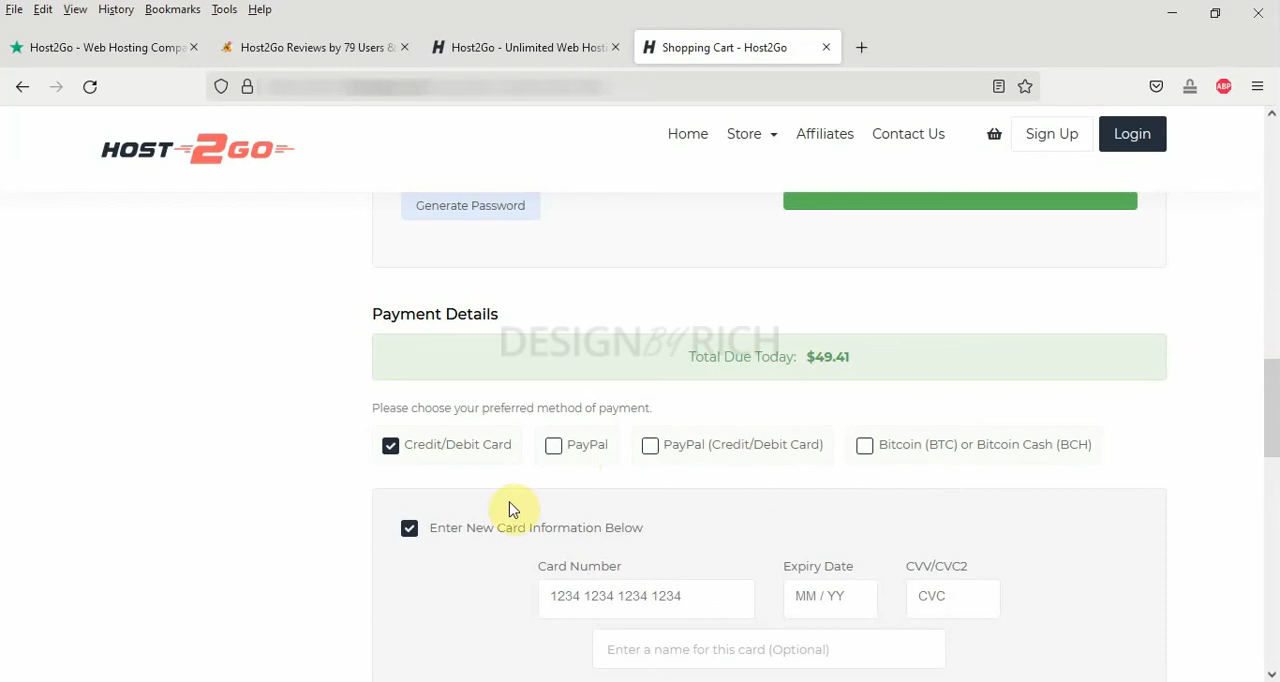 File Edit View History Bookmarks Tools Help
Host2Go - Web Hosting Compa
Host2Go Reviews by 79 Users &
Host2Go - Unlimited Web Hosti
Shopping Cart - Host2Go
ABP
HOST 2GO
Home Store Affiliates Contact Us Sign Up Login
Generate Password
Payment Details
DESIGN BY RICH
Total Due Today: $49.41
Please choose your preferred method of payment.
Credit/Debit Card PayPal PayPal (Credit/Debit Card) Bitcoin (BTC) or Bitcoin Cash (BCH)
Enter New Card Information Below
Card Number Expiry Date CVV/CVC2
1234 1234 1234 1234 MM / YY CVC
Enter a name for this card (Optional)